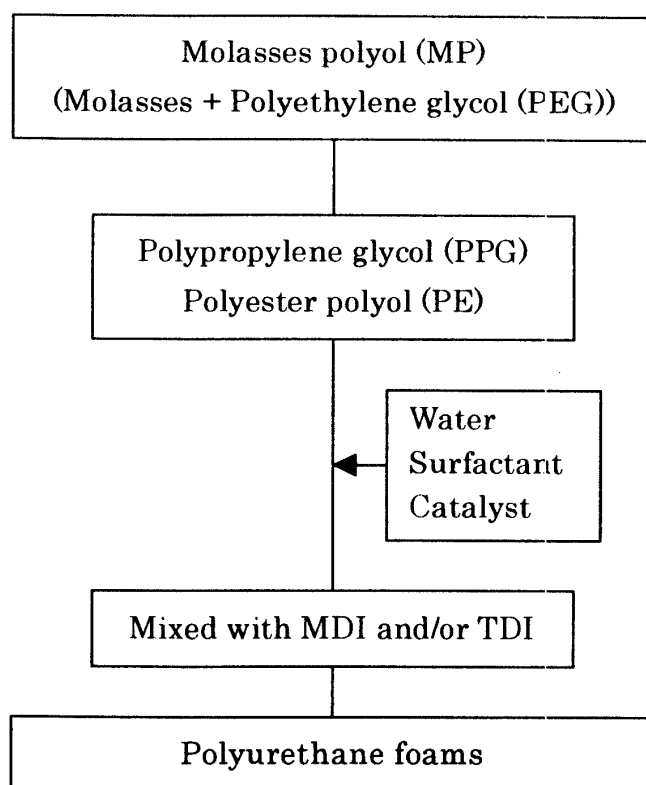 Molasses polyol (MP)
(Molasses + Polyethylene glycol (PEG))
Polypropylene glycol (PPG)
Polyester polyol (PE)
Water
Surfactant
Catalyst
Mixed with MDI and/or TDI
Polyurethane foams